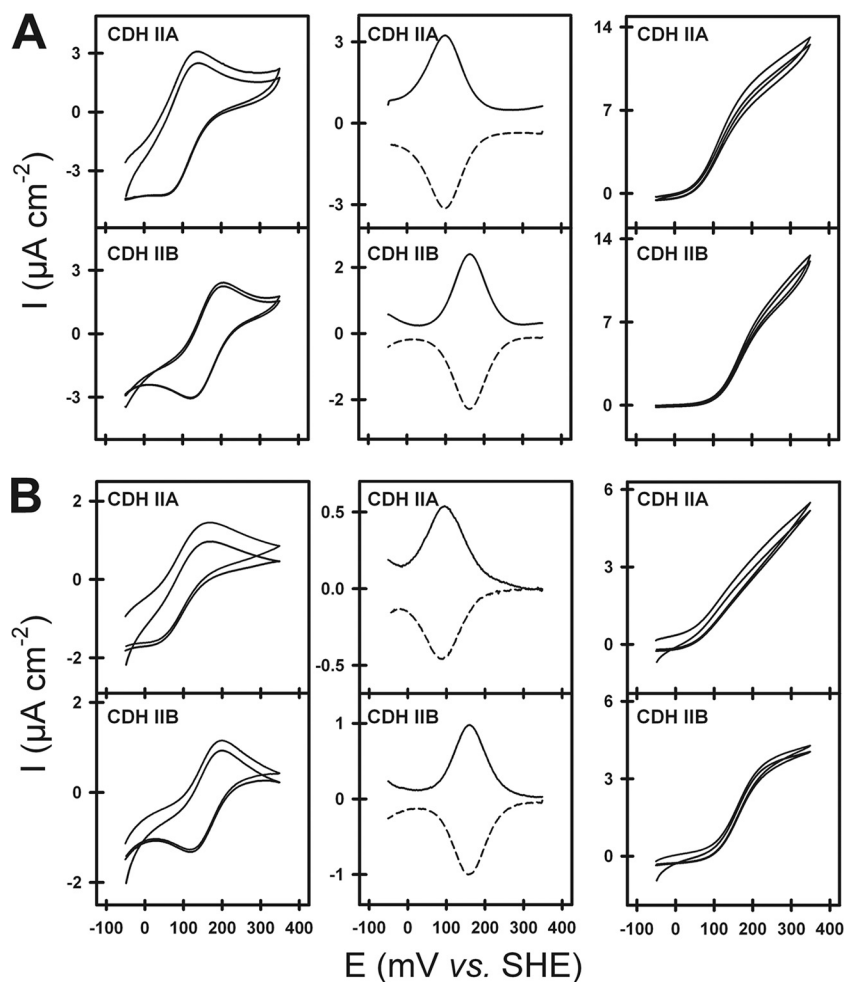 A
CDH IIA
CDH IIA
CDH IIA
3
0
-3
3
0
-3
14
7
0
I (µA cm-2)
CDH IIB
CDH IIB
CDH IIB
3
0
-3
2
0
-2
14
7
0
B
CDH IIA
CDH IIA
CDH IIA
2
0
-2
0.5
0.0
-0.5
6
3
0
I (µA cm-2)
CDH IIB
CDH IIB
CDH IIB
2
0
-2
1
0
-1
6
3
0
-100 0 100 200 300 400
-100 0 100 200 300 400
-100 0 100 200 300 400
E (mV vs. SHE)